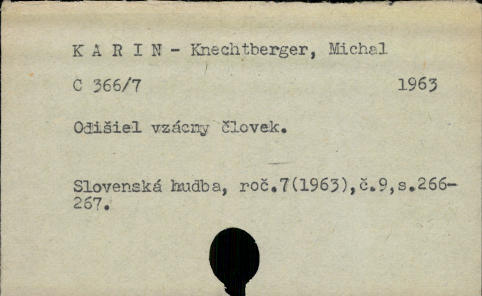 K A R I N - Knechtberger, Michal
C 366/7 1963
Odišiel vzácny človek.
Slovenská hudba, roč.7(1963),č.9,s.266-
267.